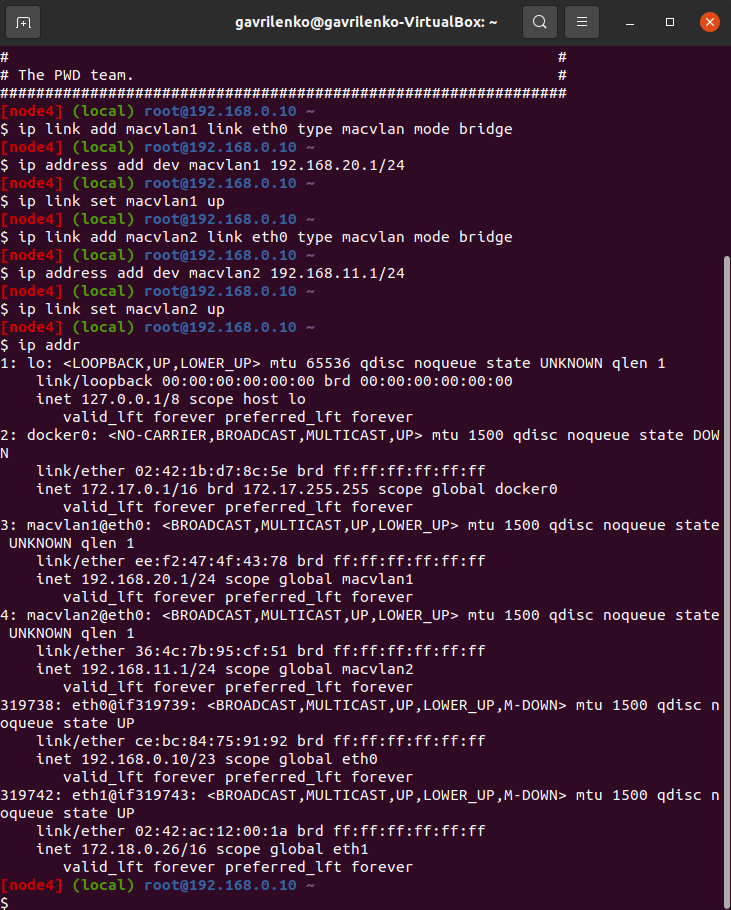 gavrilenko@gavrilenko-VirtualBox: ~
#                                                             #
# The PWD team.                                               #
###############################################################
[node4] (local) root@192.168.0.10 ~
$ ip link add macvlan1 link eth0 type macvlan mode bridge
[node4] (local) root@192.168.0.10 ~
$ ip address add dev macvlan1 192.168.20.1/24
[node4] (local) root@192.168.0.10 ~
$ ip link set macvlan1 up
[node4] (local) root@192.168.0.10 ~
$ ip link add macvlan2 link eth0 type macvlan mode bridge
[node4] (local) root@192.168.0.10 ~
$ ip address add dev macvlan2 192.168.11.1/24
[node4] (local) root@192.168.0.10 ~
$ ip link set macvlan2 up
[node4] (local) root@192.168.0.10 ~
$ ip addr
1: lo: <LOOPBACK,UP,LOWER_UP> mtu 65536 qdisc noqueue state UNKNOWN qlen 1
    link/loopback 00:00:00:00:00:00 brd 00:00:00:00:00:00
    inet 127.0.0.1/8 scope host lo
       valid_lft forever preferred_lft forever
2: docker0: <NO-CARRIER,BROADCAST,MULTICAST,UP> mtu 1500 qdisc noqueue state DOW
N
    link/ether 02:42:1b:d7:8c:5e brd ff:ff:ff:ff:ff:ff
    inet 172.17.0.1/16 brd 172.17.255.255 scope global docker0
       valid_lft forever preferred_lft forever
3: macvlan1@eth0: <BROADCAST,MULTICAST,UP,LOWER_UP> mtu 1500 qdisc noqueue state
 UNKNOWN qlen 1
    link/ether ee:f2:47:4f:43:78 brd ff:ff:ff:ff:ff:ff
    inet 192.168.20.1/24 scope global macvlan1
       valid_lft forever preferred_lft forever
4: macvlan2@eth0: <BROADCAST,MULTICAST,UP,LOWER_UP> mtu 1500 qdisc noqueue state
 UNKNOWN qlen 1
    link/ether 36:4c:7b:95:cf:51 brd ff:ff:ff:ff:ff:ff
    inet 192.168.11.1/24 scope global macvlan2
       valid_lft forever preferred_lft forever
319738: eth0@if319739: <BROADCAST,MULTICAST,UP,LOWER_UP,M-DOWN> mtu 1500 qdisc n
oqueue state UP
    link/ether ce:bc:84:75:91:92 brd ff:ff:ff:ff:ff:ff
    inet 192.168.0.10/23 scope global eth0
       valid_lft forever preferred_lft forever
319742: eth1@if319743: <BROADCAST,MULTICAST,UP,LOWER_UP,M-DOWN> mtu 1500 qdisc n
oqueue state UP
    link/ether 02:42:ac:12:00:1a brd ff:ff:ff:ff:ff:ff
    inet 172.18.0.26/16 scope global eth1
       valid_lft forever preferred_lft forever
[node4] (local) root@192.168.0.10 ~
$